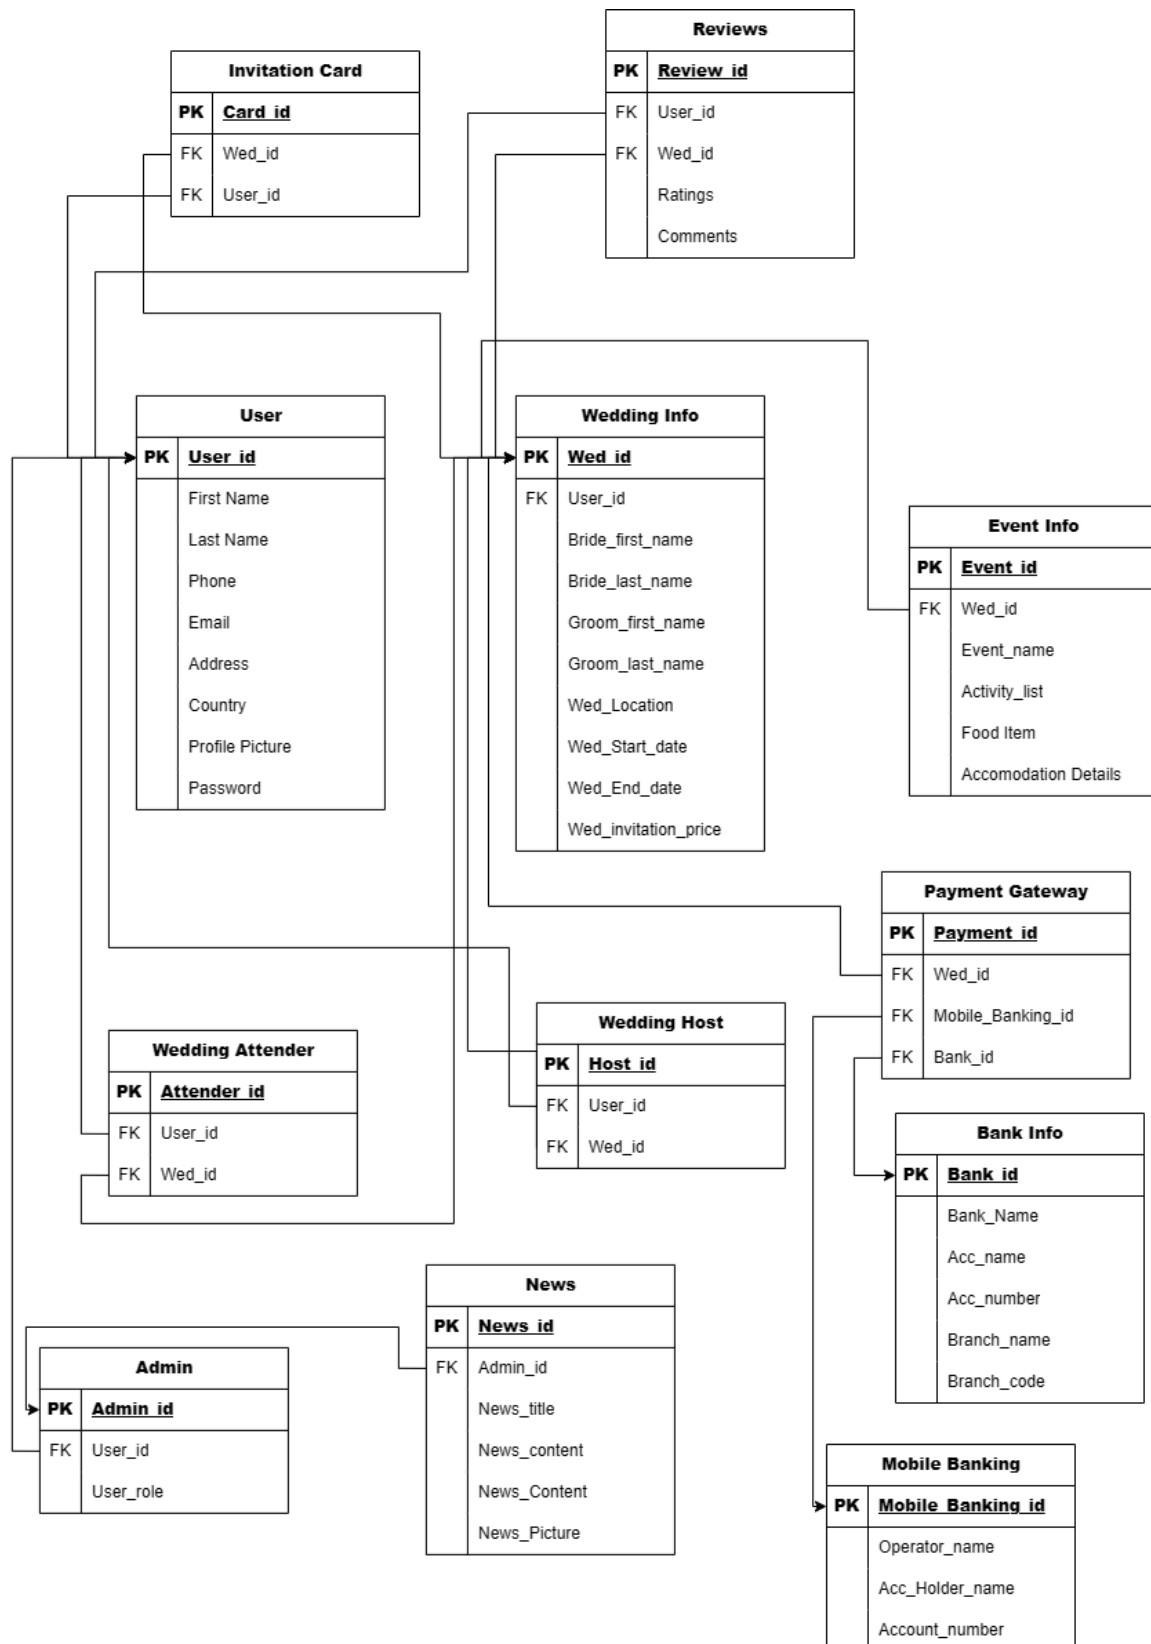 Invitation Card
PK Card_id
FK Wed_id
FK User_id
Reviews
PK Review_id
FK User_id
FK Wed_id
Ratings
Comments
User
PK User_id
First Name
Last Name
Phone
Email
Address
Country
Profile Picture
Password
Wedding Info
PK Wed_id
FK User_id
Bride_first_name
Bride_last_name
Groom_first_name
Groom_last_name
Wed_Location
Wed_Start_date
Wed_End_date
Wed_invitation_price
Event Info
PK Event_id
FK Wed_id
Event_name
Activity_list
Food Item
Accomodation Details
Payment Gateway
PK Payment_id
FK Wed_id
FK Mobile_Banking_id
FK Bank_id
Wedding Host
PK Host_id
FK User_id
FK Wed_id
Wedding Attender
PK Attender_id
FK User_id
FK Wed_id
Bank Info
PK Bank_id
Bank_Name
Acc_name
Acc_number
Branch_name
Branch_code
News
PK News_id
FK Admin_id
News_title
News_content
News_Content
News_Picture
Admin
PK Admin_id
FK User_id
User_role
Mobile Banking
PK Mobile_Banking_id
Operator_name
Acc_Holder_name
Account_number